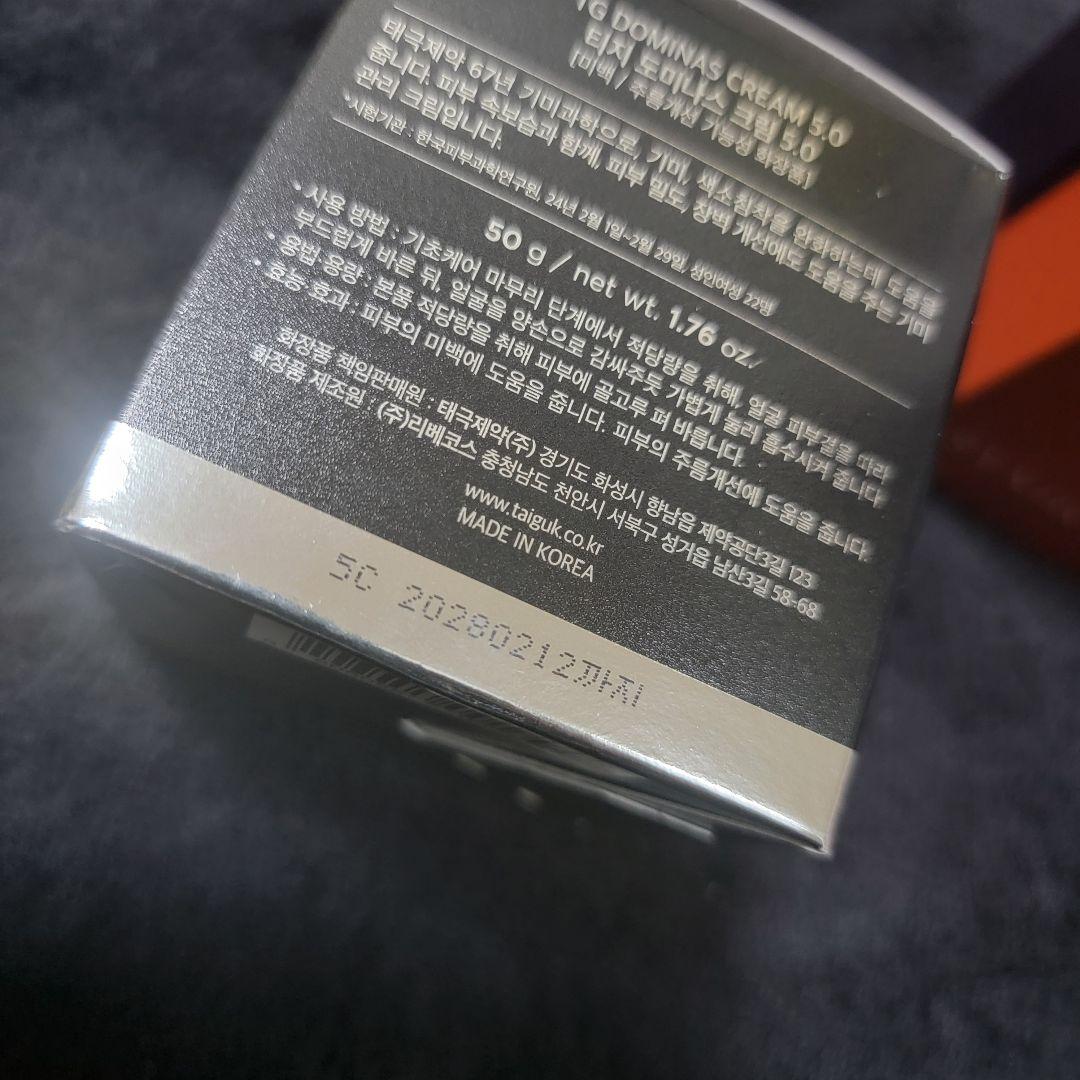 TG DOMINAS CREAM 5.0
티지 도미나스 크림 5.0
(미백 / 주름개선 기능성 화장품)
태극제약 67년 기미과학으로, 기미, 색소침착을 완화하는데 도움을
줍니다. 피부 속보습과 함께, 피부 밀도, 장벽 개선에도 도움을 주는 기미
관리 크림입니다.
*시험기관 : 한국피부과학연구원, 24년 2월 1일~2월 29일, 성인여성 22명
50 g / net wt. 1.76 oz.
• 사용 방법 : 기초케어 마무리 단계에서 적당량을 취해, 얼굴 피부결을 따라
부드럽게 바른 뒤, 얼굴을 양손으로 감싸주듯 가볍게 눌러 흡수시켜 줍니다.
• 용법 용량 : 본품 적당량을 취해 피부에 골고루 펴 바릅니다.
• 효능 효과 : 피부의 미백에 도움을 줍니다. 피부의 주름개선에 도움을 줍니다.
화장품 책임판매원 : 태극제약(주) 경기도 화성시 향남읍 제약공단3길 123
화장품 제조원 : (주)리베코스 충청남도 천안시 서북구 성거읍 남산3길 58-68
www.taiguk.co.kr
MADE IN KOREA
5C 20280212까지